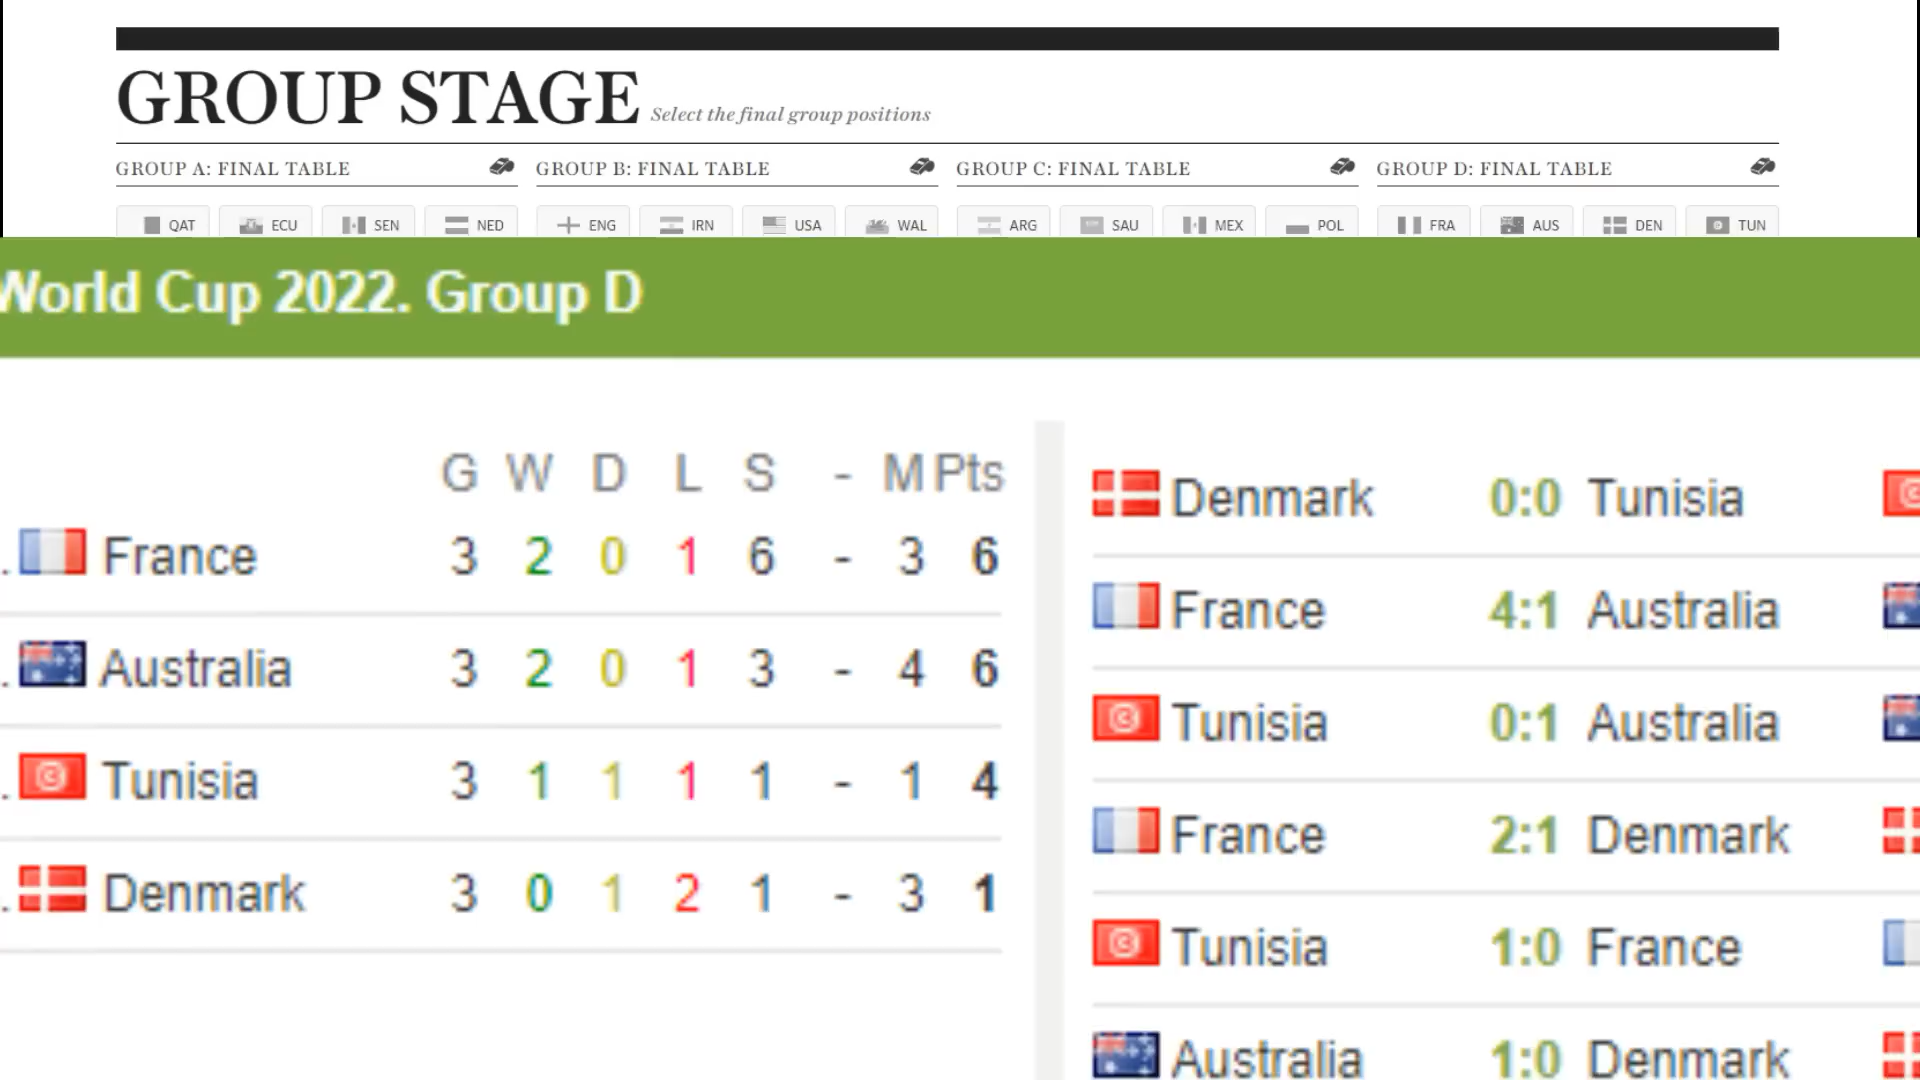 GROUP STAGE Select the final group positions
GROUP A: FINAL TABLE GROUP B: FINAL TABLE GROUP C: FINAL TABLE GROUP D: FINAL TABLE
QAT ECU SEN NED ENG IRN USA WAL ARG SAU MEX POL FRA AUS DEN TUN
World Cup 2022. Group D
G W D L S - M Pts
. France 3 2 0 1 6 - 3 6
. Australia 3 2 0 1 3 - 4 6
. Tunisia 3 1 1 1 1 - 1 4
. Denmark 3 0 1 2 1 - 3 1
Denmark 0:0 Tunisia
France 4:1 Australia
Tunisia 0:1 Australia
France 2:1 Denmark
Tunisia 1:0 France
Australia 1:0 Denmark